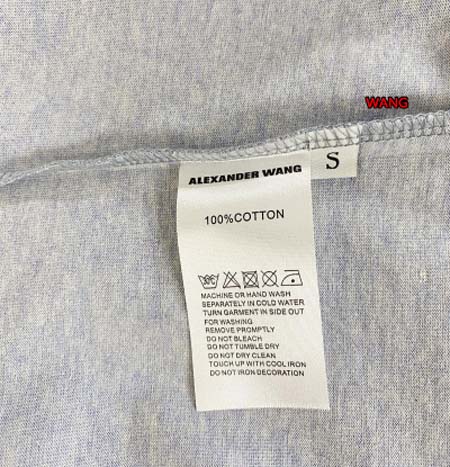 WANG
ALEXANDER WANG
S
100%COTTON
MACHINE OR HAND WASH
SEPARATELY IN COLD WATER
TURN GARMENT IN SIDE OUT
FOR WASHING
REMOVE PROMPTLY
DO NOT BLEACH
DO NOT TUMBLE DRY
DO NOT DRY CLEAN
TOUCH UP WITH COOL IRON
DO NOT IRON DECORATION